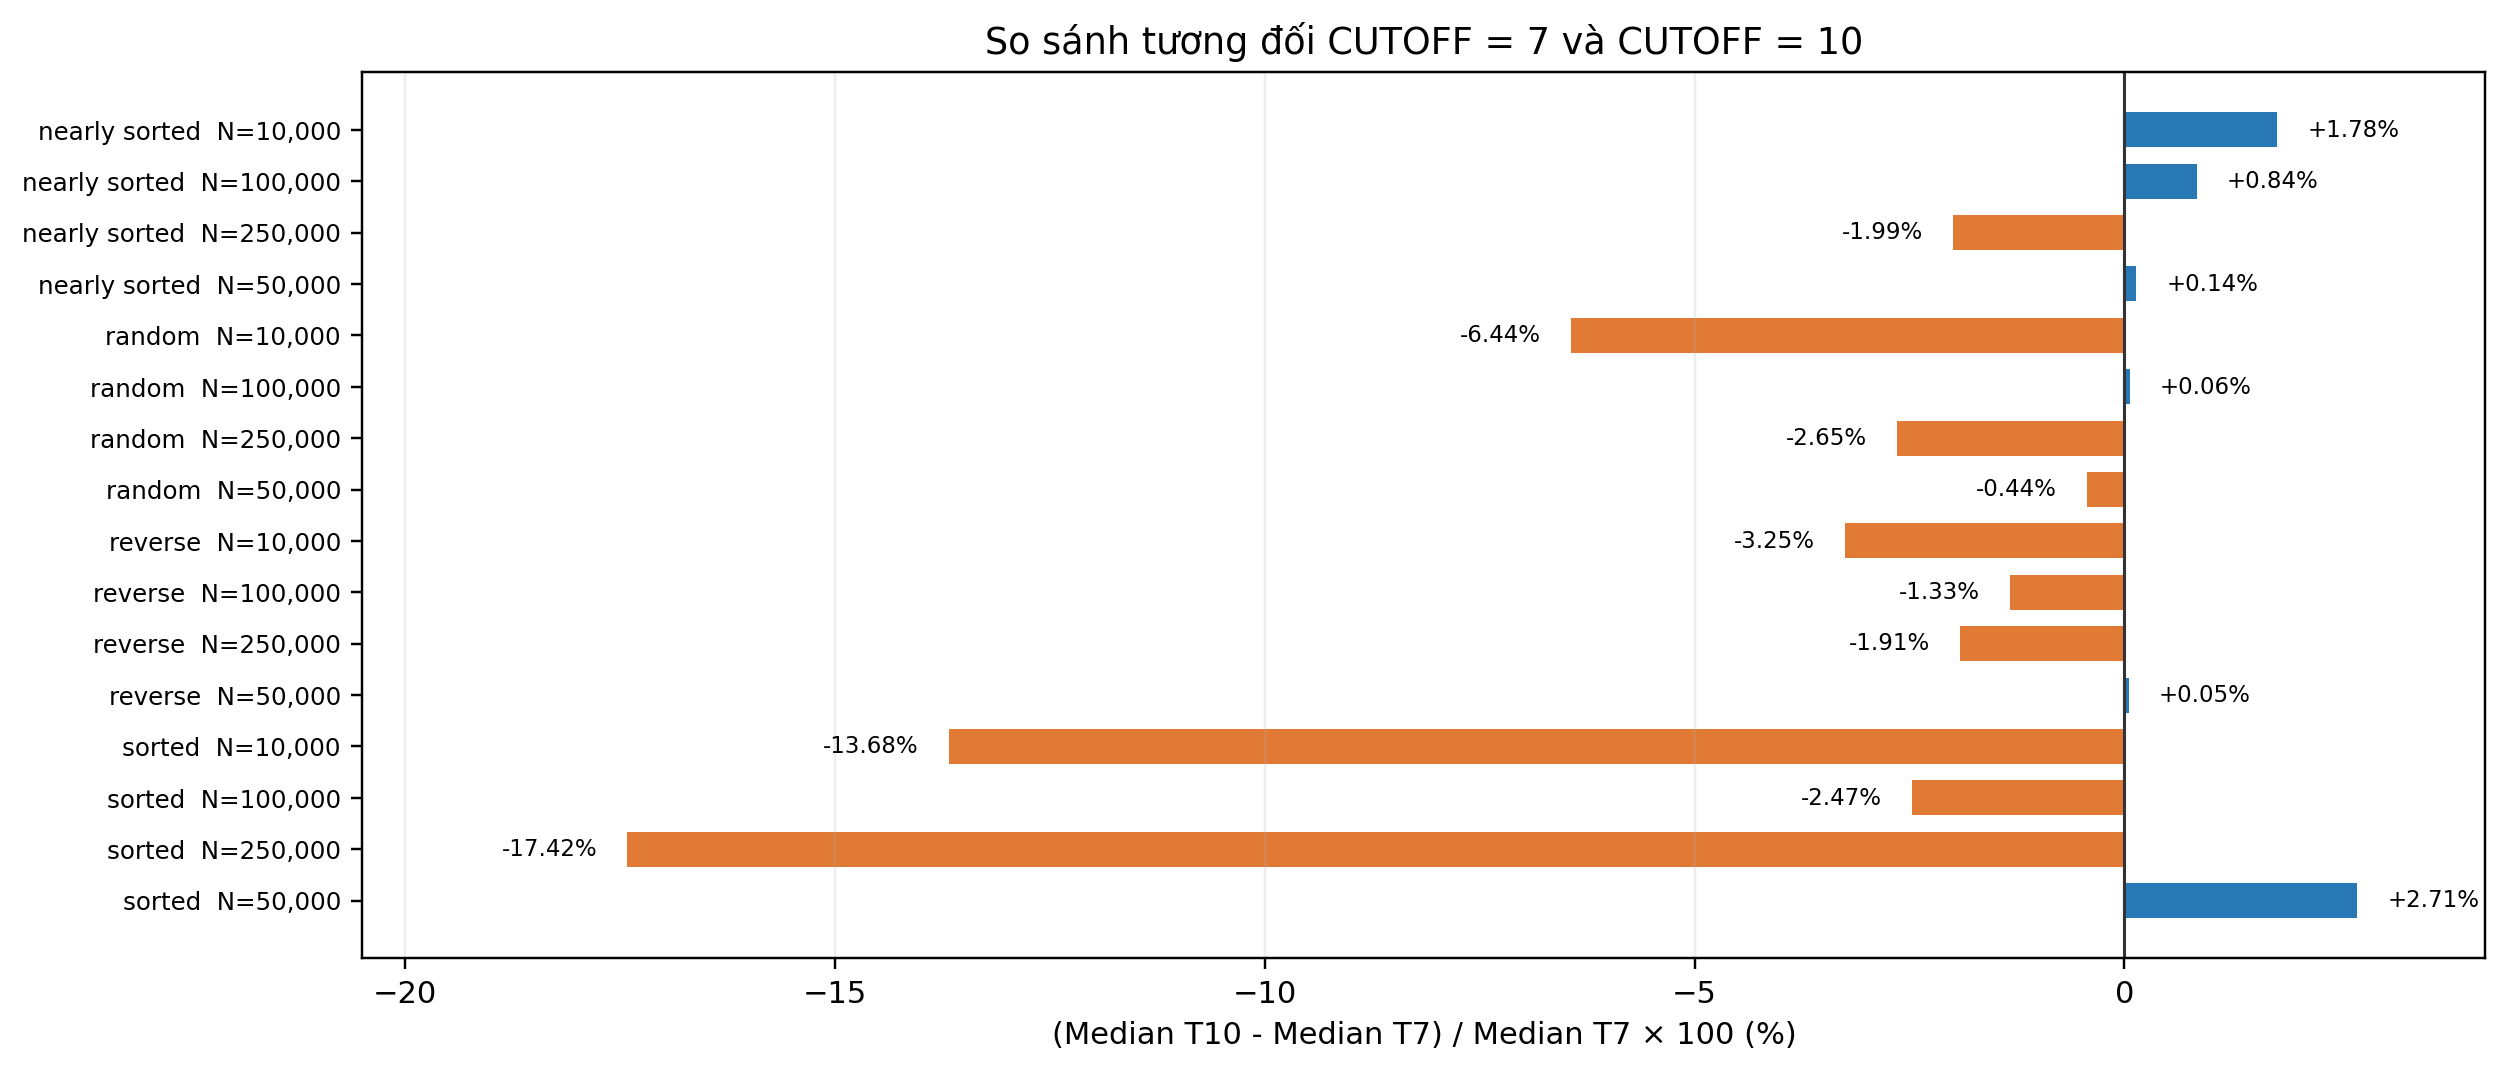 So sánh tương đối CUTOFF = 7 và CUTOFF = 10
nearly sorted N=10,000 +1.78%
nearly sorted N=100,000 +0.84%
nearly sorted N=250,000 -1.99%
nearly sorted N=50,000 +0.14%
random N=10,000 -6.44%
random N=100,000 +0.06%
random N=250,000 -2.65%
random N=50,000 -0.44%
reverse N=10,000 -3.25%
reverse N=100,000 -1.33%
reverse N=250,000 -1.91%
reverse N=50,000 +0.05%
sorted N=10,000 -13.68%
sorted N=100,000 -2.47%
sorted N=250,000 -17.42%
sorted N=50,000 +2.71%
−20 −15 −10 −5 0
(Median T10 - Median T7) / Median T7 × 100 (%)